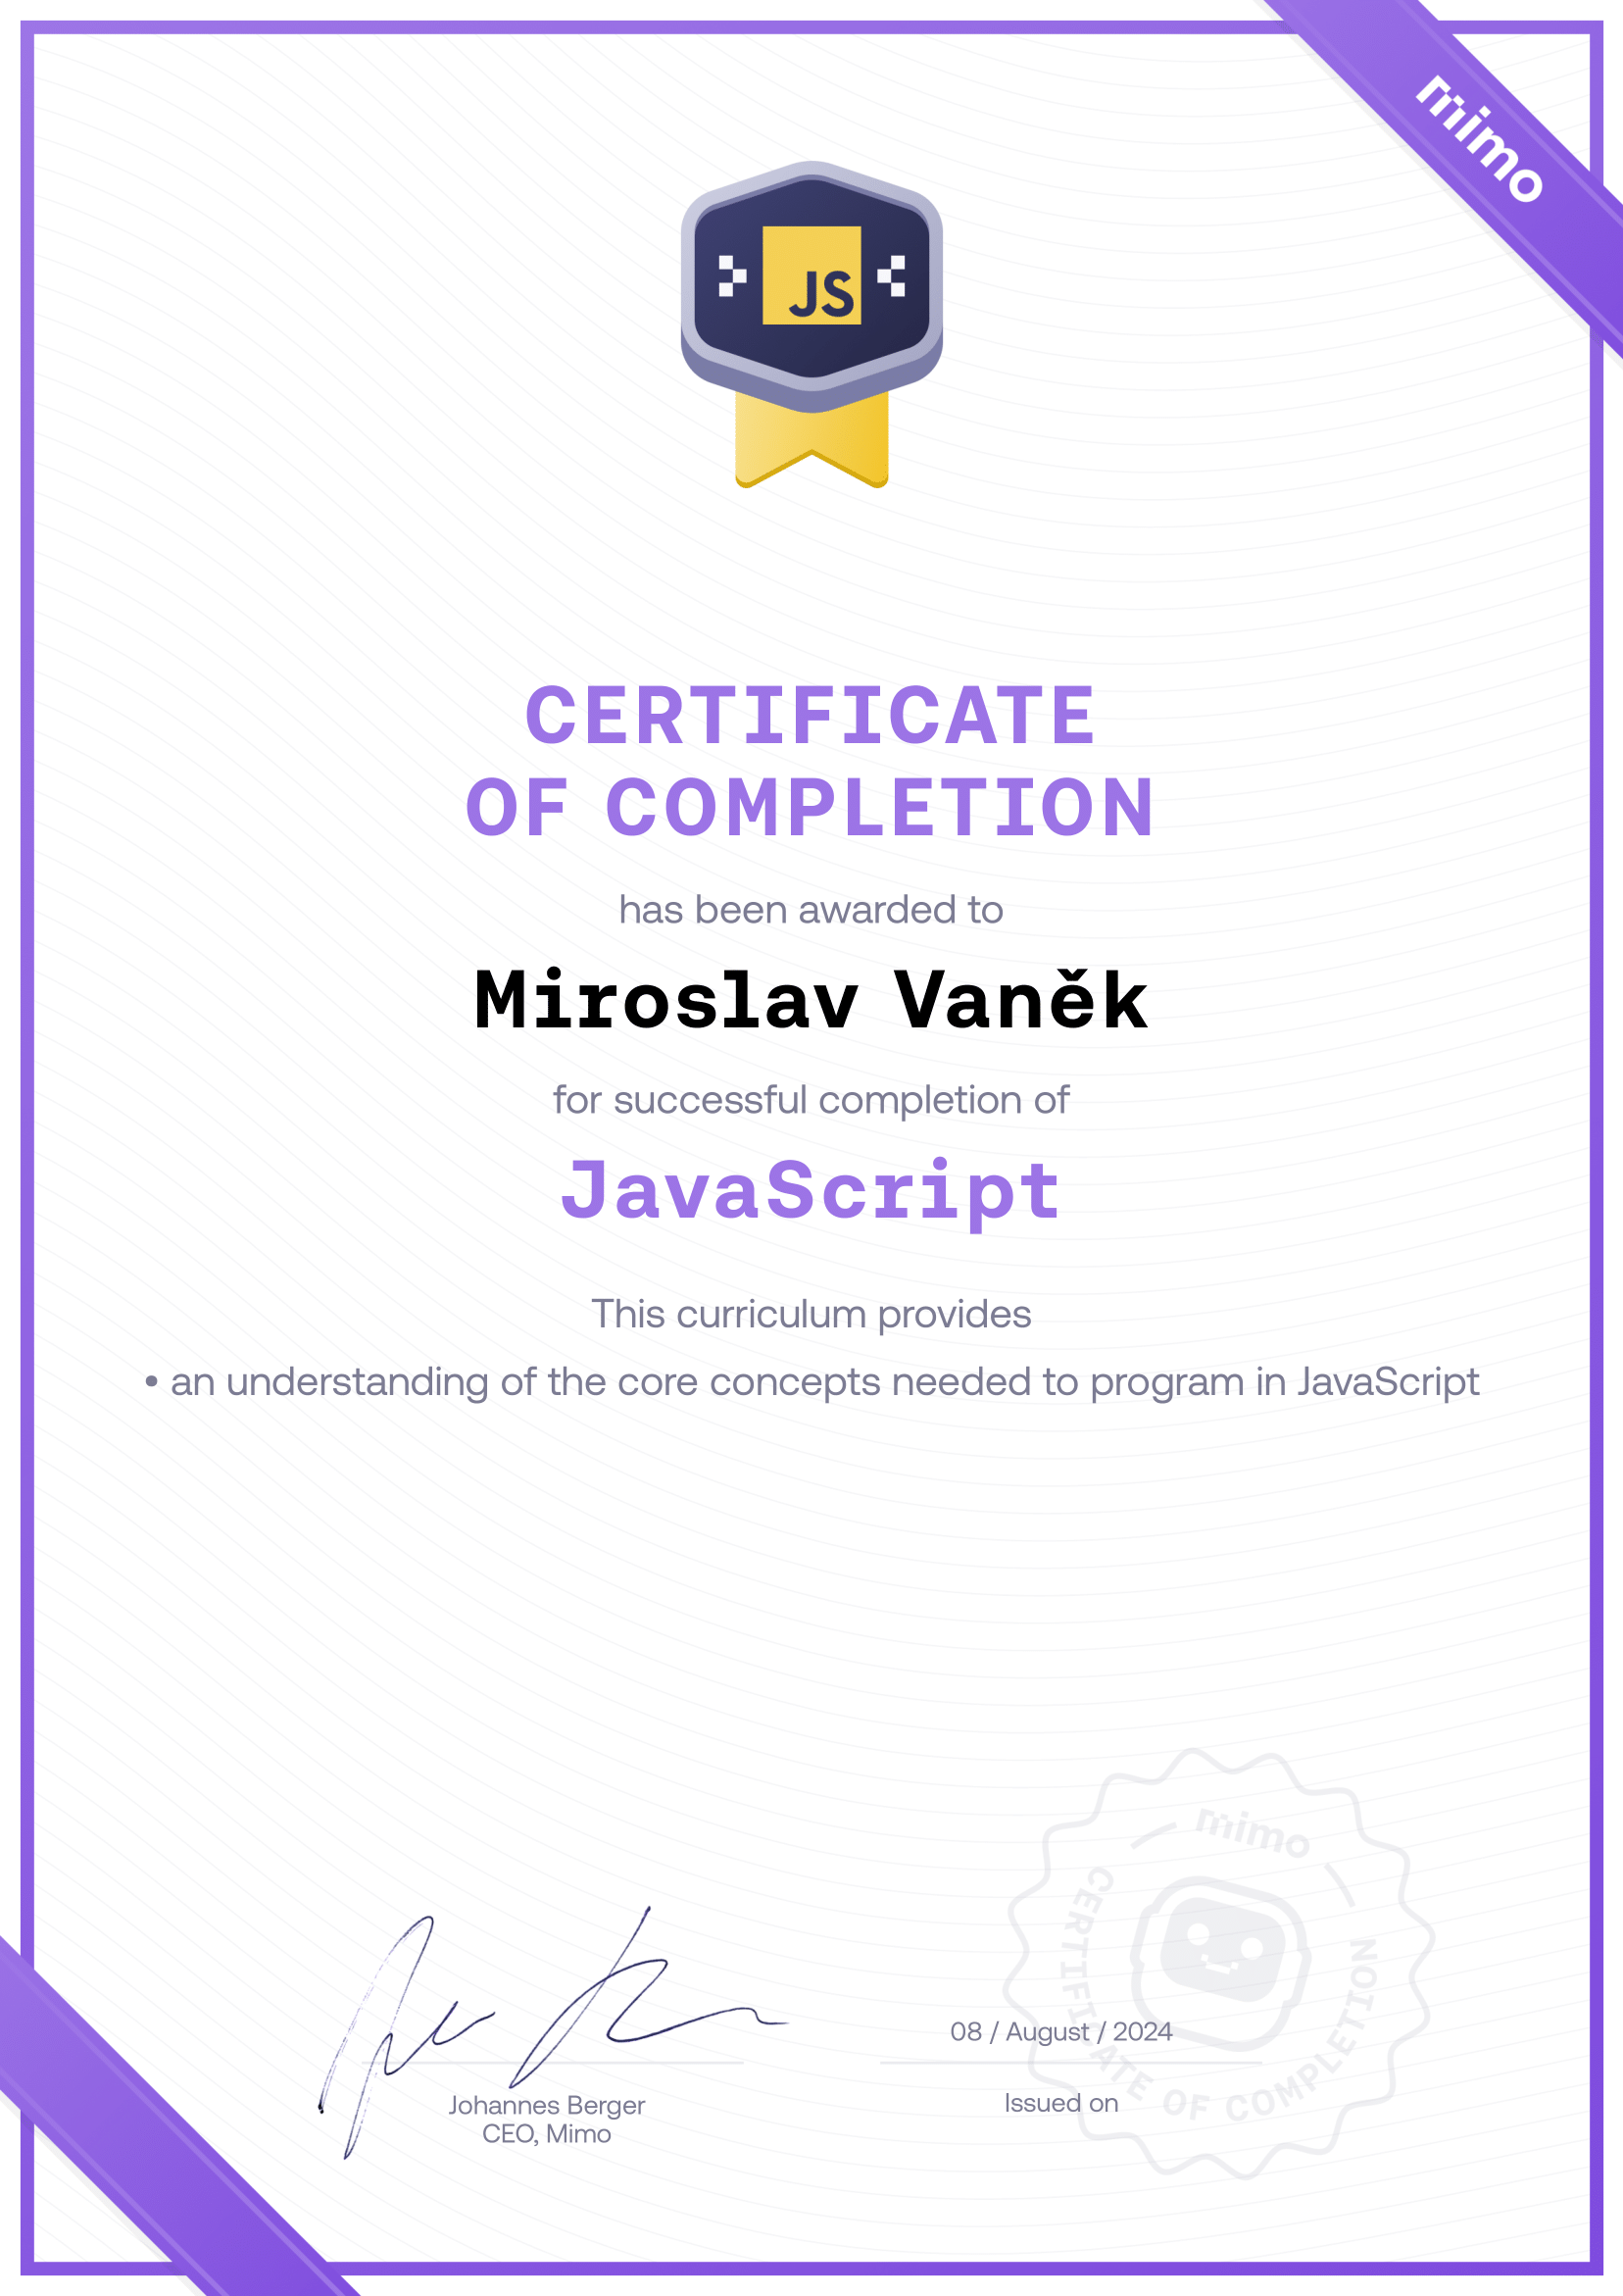 mimo
JS
CERTIFICATE
OF COMPLETION
has been awarded to
Miroslav Vaněk
for successful completion of
JavaScript
This curriculum provides
• an understanding of the core concepts needed to program in JavaScript
mimo
CERTIFICATE OF COMPLETION
08 / August / 2024
Johannes Berger
CEO, Mimo
Issued on